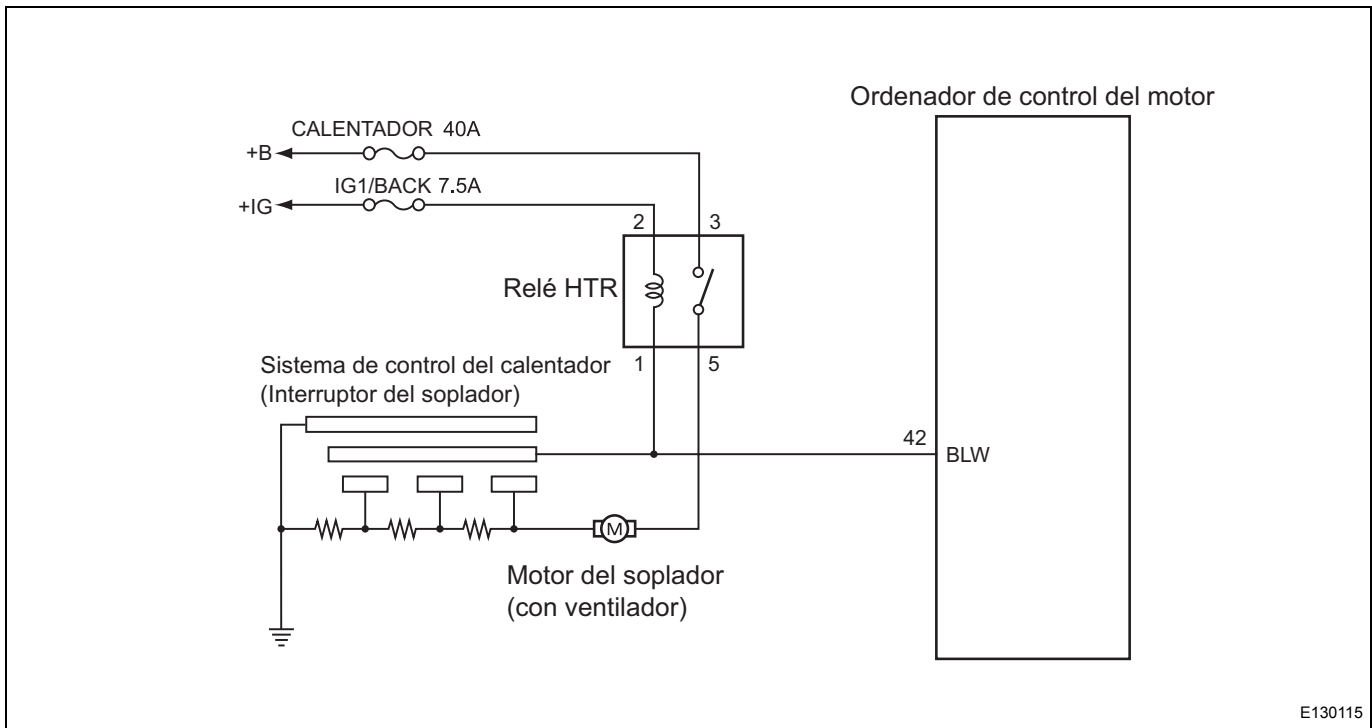 Ordenador de control del motor
CALENTADOR 40A
+B
IG1/BACK 7.5A
+IG
2
3
Relé HTR
1
5
Sistema de control del calentador
(Interruptor del soplador)
42
BLW
M
Motor del soplador
(con ventilador)
E130115